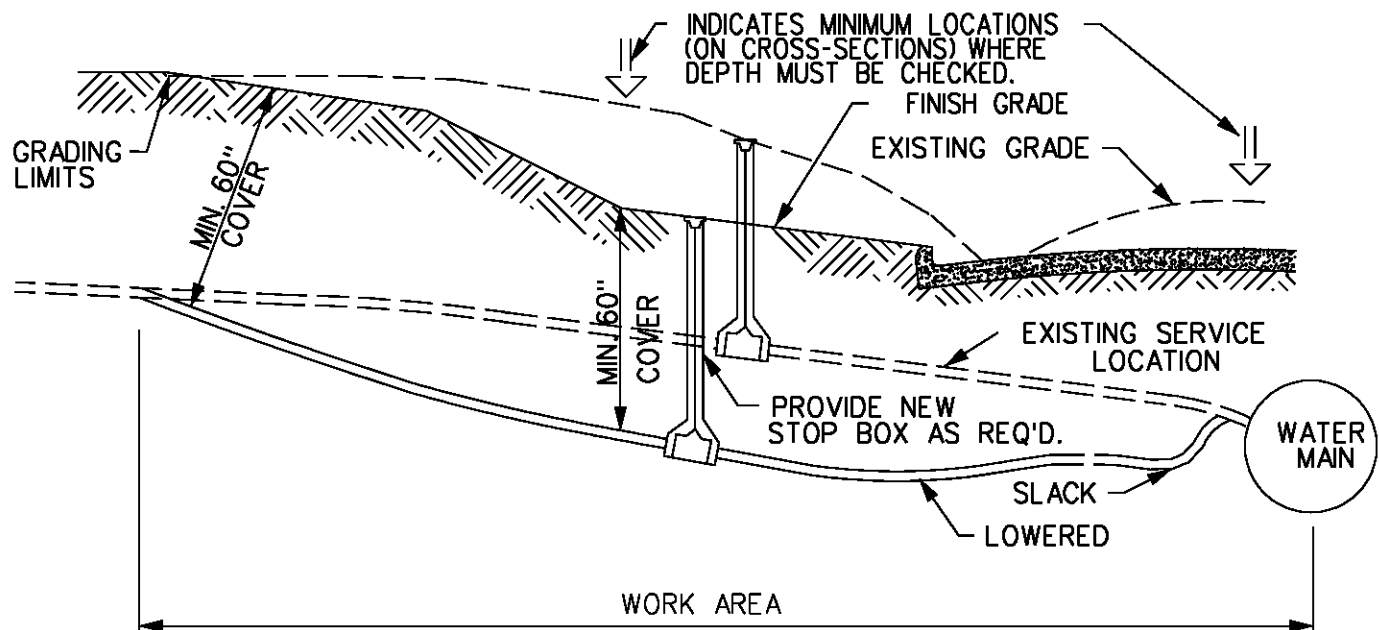 INDICATES MINIMUM LOCATIONS
(ON CROSS-SECTIONS) WHERE
DEPTH MUST BE CHECKED.
FINISH GRADE
EXISTING GRADE
GRADING
LIMITS
MIN. 60"
COVER
MIN. 60"
COVER
EXISTING SERVICE
LOCATION
PROVIDE NEW
STOP BOX AS REQ'D.
WATER
MAIN
SLACK
LOWERED
WORK AREA